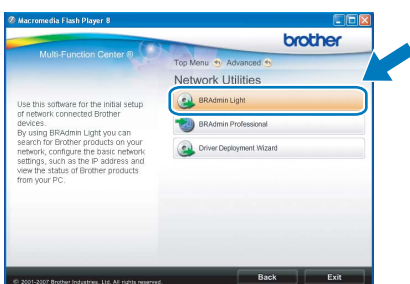 Macromedia Flash Player 8
brother
Multi-Function Center ®
Top Menu Advanced
Network Utilities
BRAdmin Light
BRAdmin Professional
Driver Deployment Wizard
Use this software for the initial setup
of network connected Brother
devices.
By using BRAdmin Light you can
search for Brother products on your
network, configure the basic network
settings, such as the IP address and
view the status of Brother products
from your PC.
© 2001-2007 Brother Industries, Ltd. All rights reserved.
Back Exit